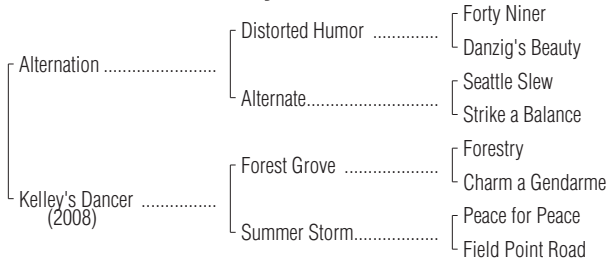 Forty Niner
Distorted Humor ..............
Danzig's Beauty
Alternation .......................
Seattle Slew
Alternate............................
Strike a Balance
Forestry
Forest Grove ....................
Charm a Gendarme
Kelley's Dancer ................
(2008)
Peace for Peace
Summer Storm..................
Field Point Road